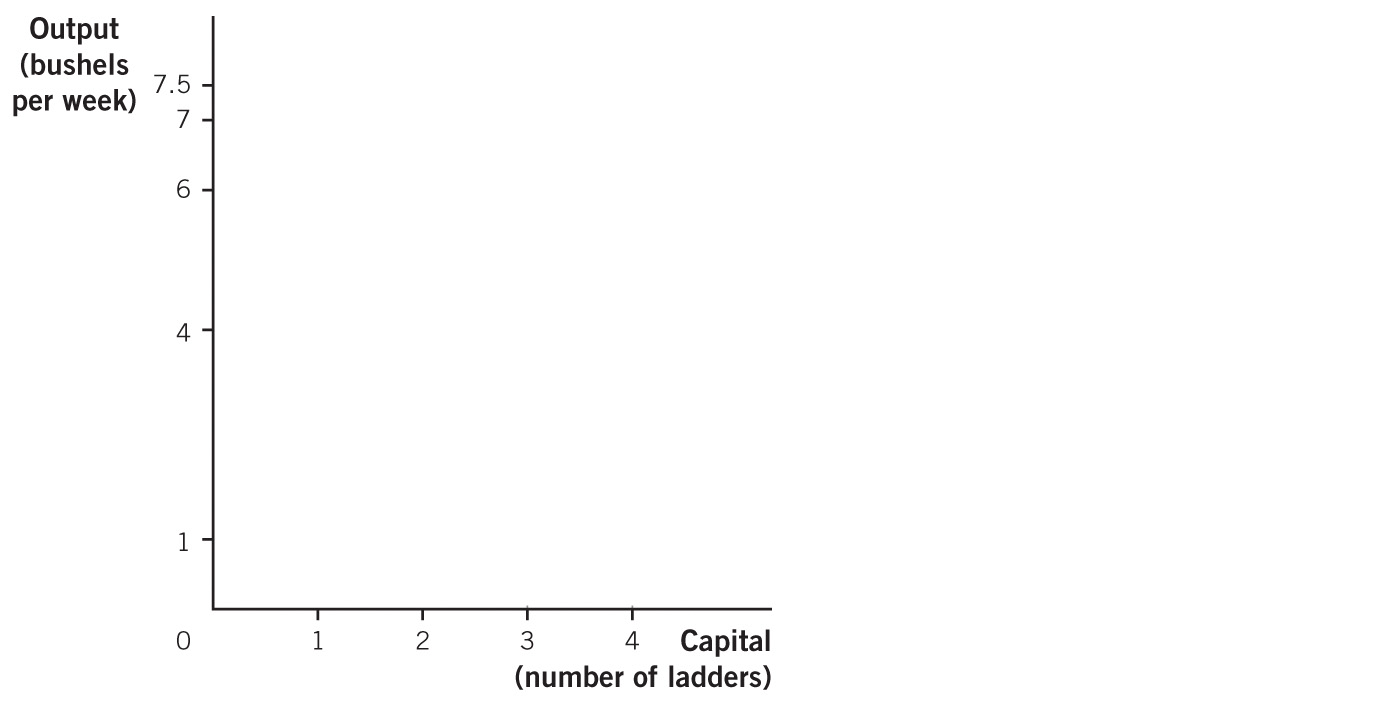 Output
(bushels
per week)
7.5
7
6
4
1
0 1 2 3 4 Capital
(number of ladders)